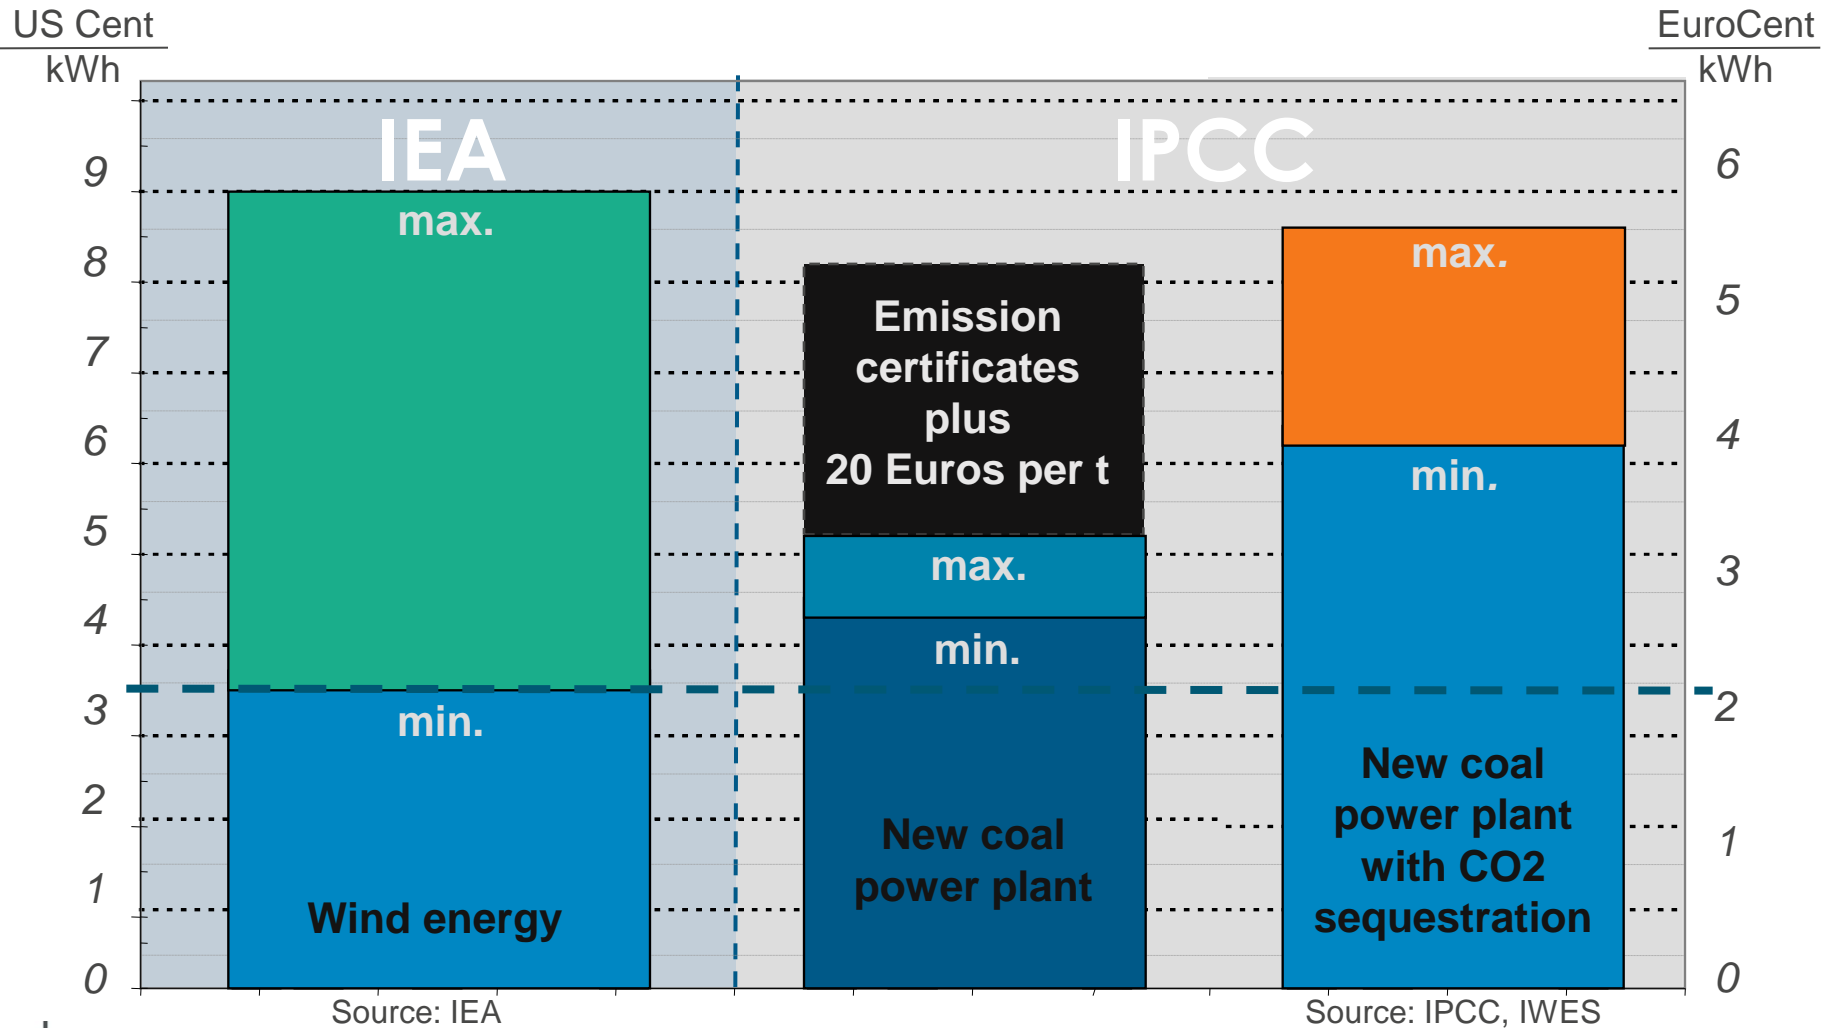 US Cent
kWh
EuroCent
kWh
IEA
IPCC
9
8
7
6
5
4
3
2
1
0
max.
min.
Wind energy
Emission
certificates
plus
20 Euros per t
max.
min.
New coal
power plant
max.
min.
New coal
power plant
with CO2
sequestration
6
5
4
3
2
1
0
Source: IEA
Source: IPCC, IWES